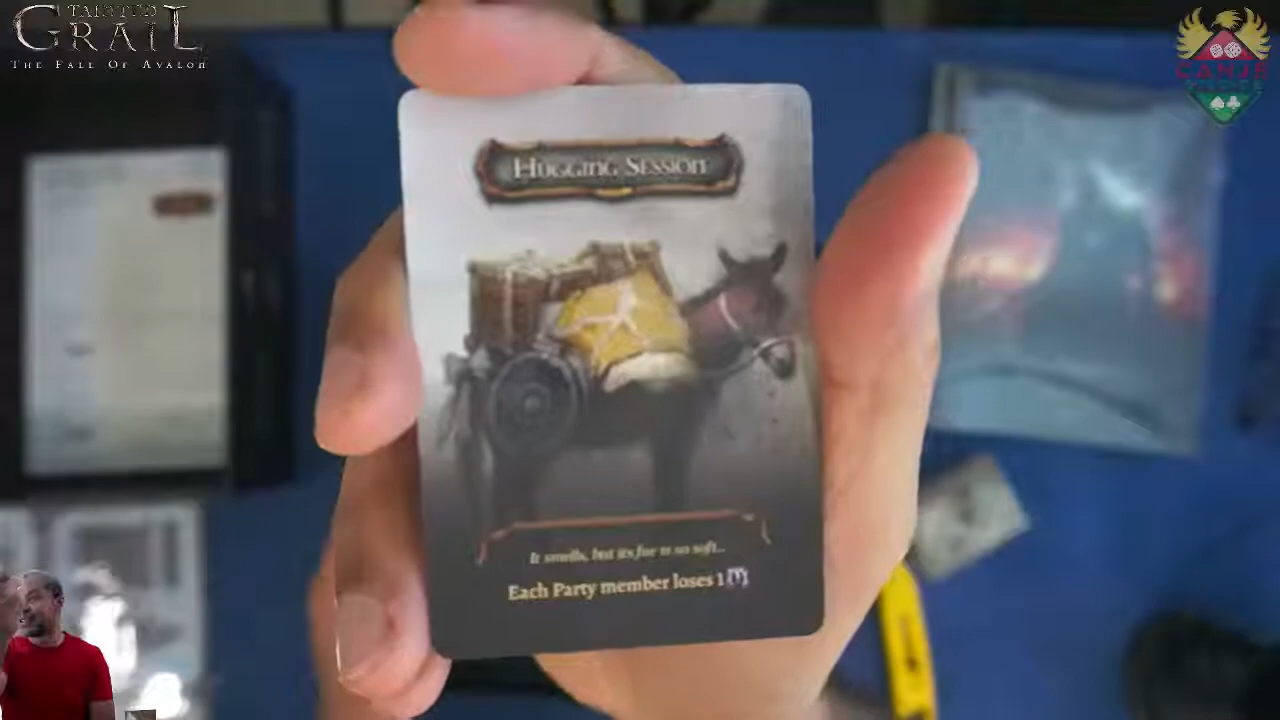 TAINTED
GRAIL
THE FALL OF AVALON
HUGGING SESSION
It smells, but its fur is so soft...
Each Party member loses 1